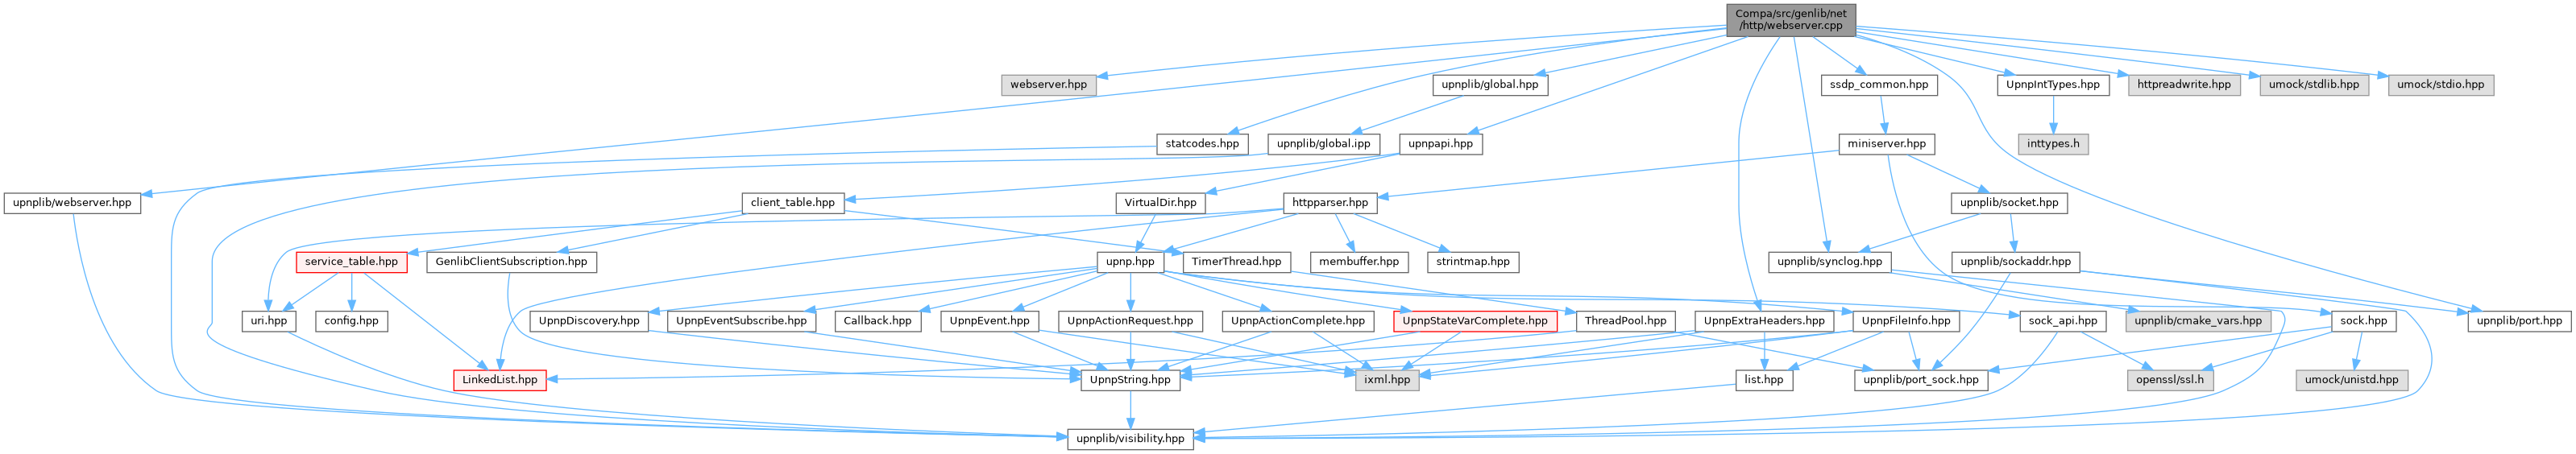 Compa/src/genlib/net
/http/webserver.cpp
webserver.hpp
upnplib/global.hpp
ssdp_common.hpp
UpnpIntTypes.hpp
httpreadwrite.hpp
umock/stdlib.hpp
umock/stdio.hpp
statcodes.hpp
upnplib/global.ipp
upnpapi.hpp
miniserver.hpp
inttypes.h
upnplib/webserver.hpp
client_table.hpp
VirtualDir.hpp
httpparser.hpp
upnplib/socket.hpp
service_table.hpp
GenlibClientSubscription.hpp
upnp.hpp
TimerThread.hpp
membuffer.hpp
strintmap.hpp
upnplib/synclog.hpp
upnplib/sockaddr.hpp
uri.hpp
config.hpp
UpnpDiscovery.hpp
UpnpEventSubscribe.hpp
Callback.hpp
UpnpEvent.hpp
UpnpActionRequest.hpp
UpnpActionComplete.hpp
UpnpStateVarComplete.hpp
ThreadPool.hpp
UpnpExtraHeaders.hpp
UpnpFileInfo.hpp
sock_api.hpp
upnplib/cmake_vars.hpp
sock.hpp
upnplib/port.hpp
LinkedList.hpp
UpnpString.hpp
ixml.hpp
list.hpp
upnplib/port_sock.hpp
openssl/ssl.h
umock/unistd.hpp
upnplib/visibility.hpp